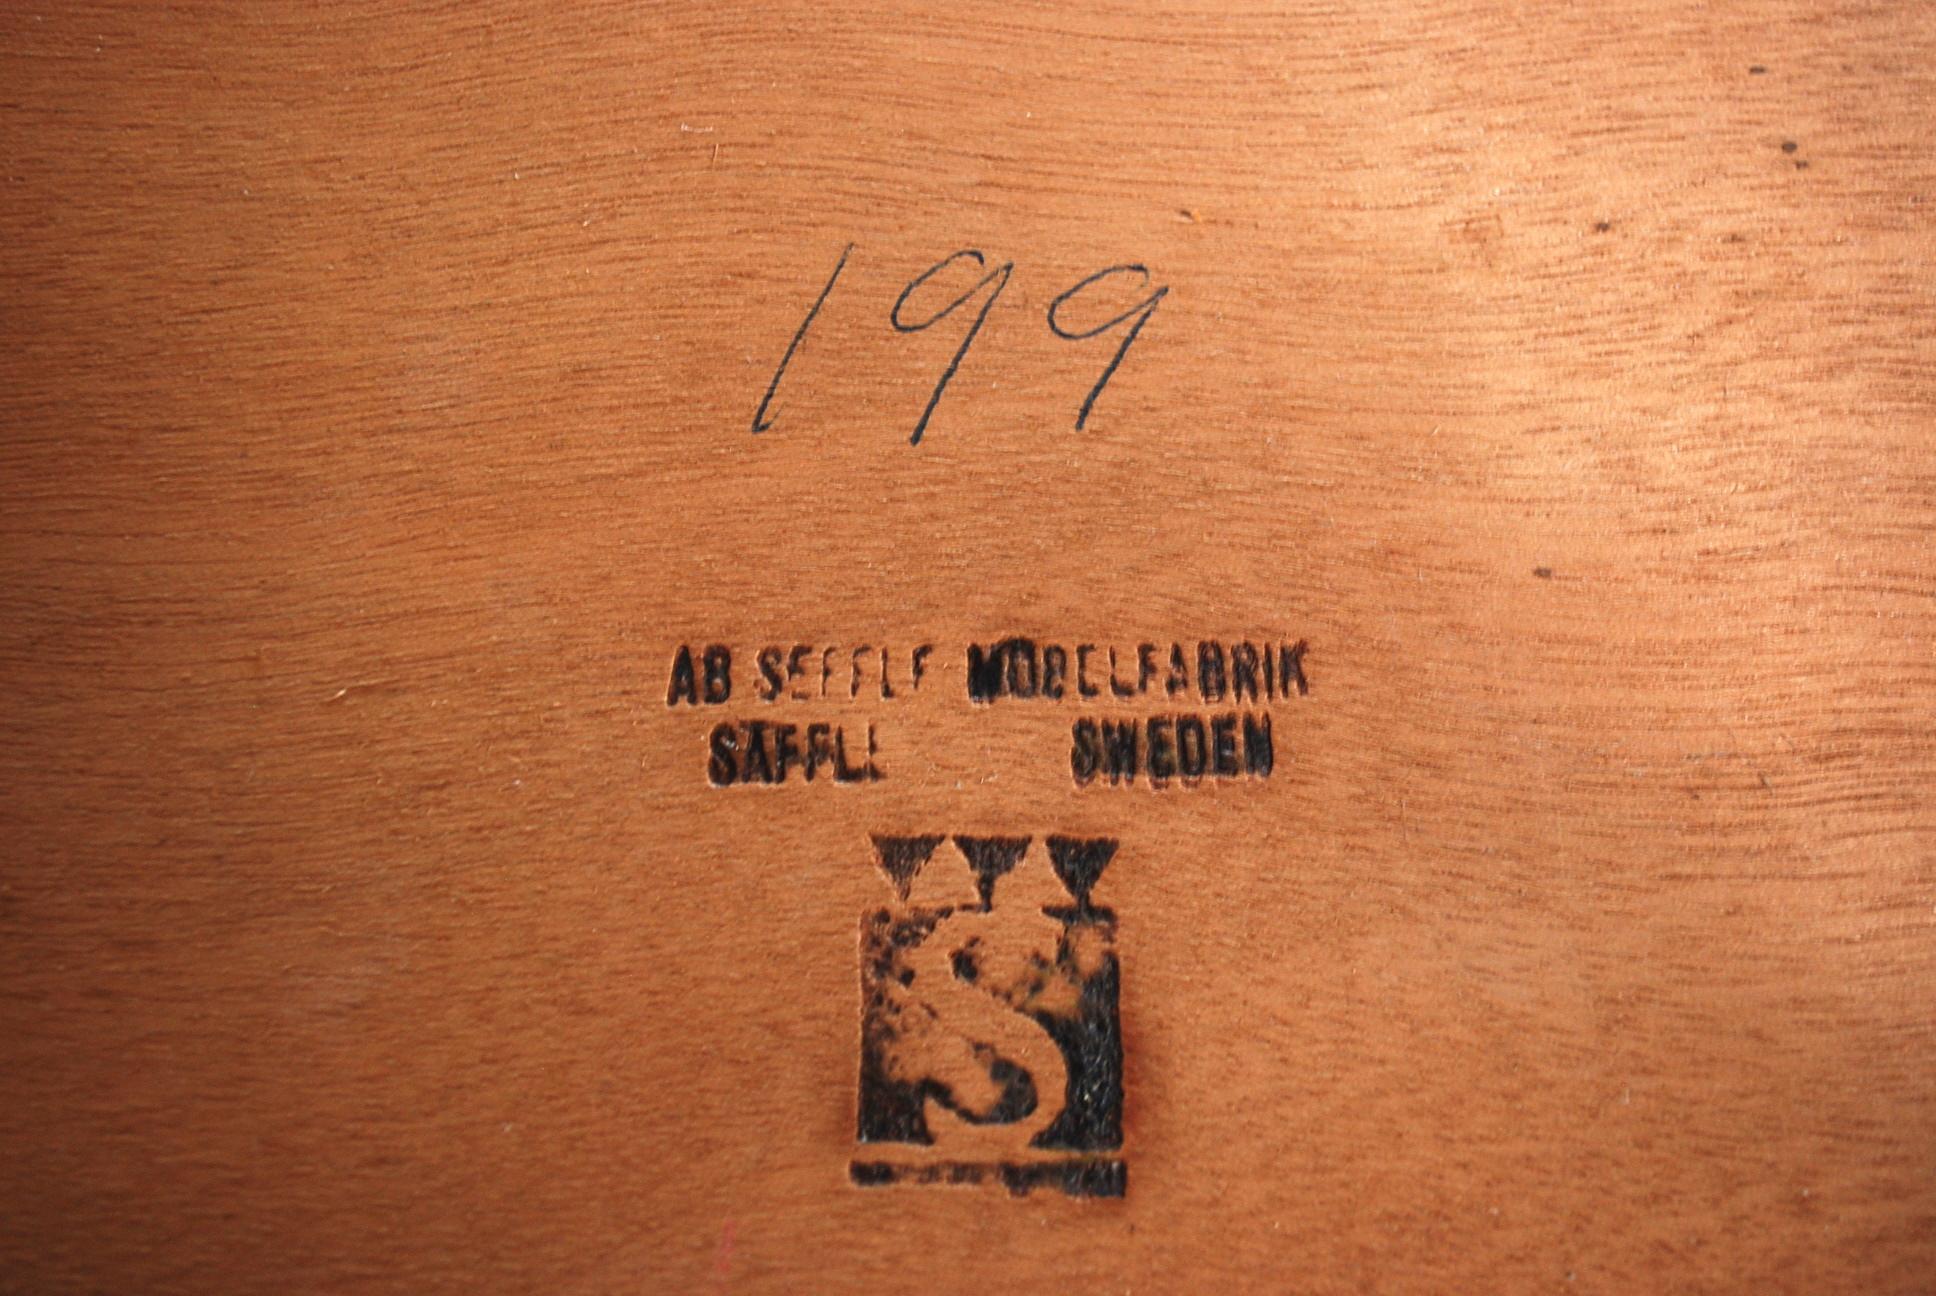 199
AB SEFFLE MÖBELFABRIK
SÄFFLE SWEDEN
S